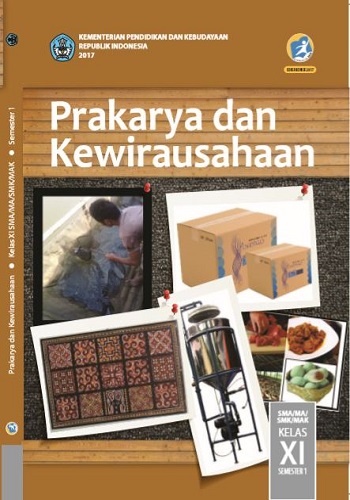 KEMENTERIAN PENDIDIKAN DAN KEBUDAYAAN
REPUBLIK INDONESIA
2017
Prakarya dan
Kewirausahaan
SMA/MA/
SMK/MAK
KELAS
XI
SEMESTER 1
Prakarya dan Kewirausahaan • Kelas XI SMA/MA/SMK/MAK • Semester 1